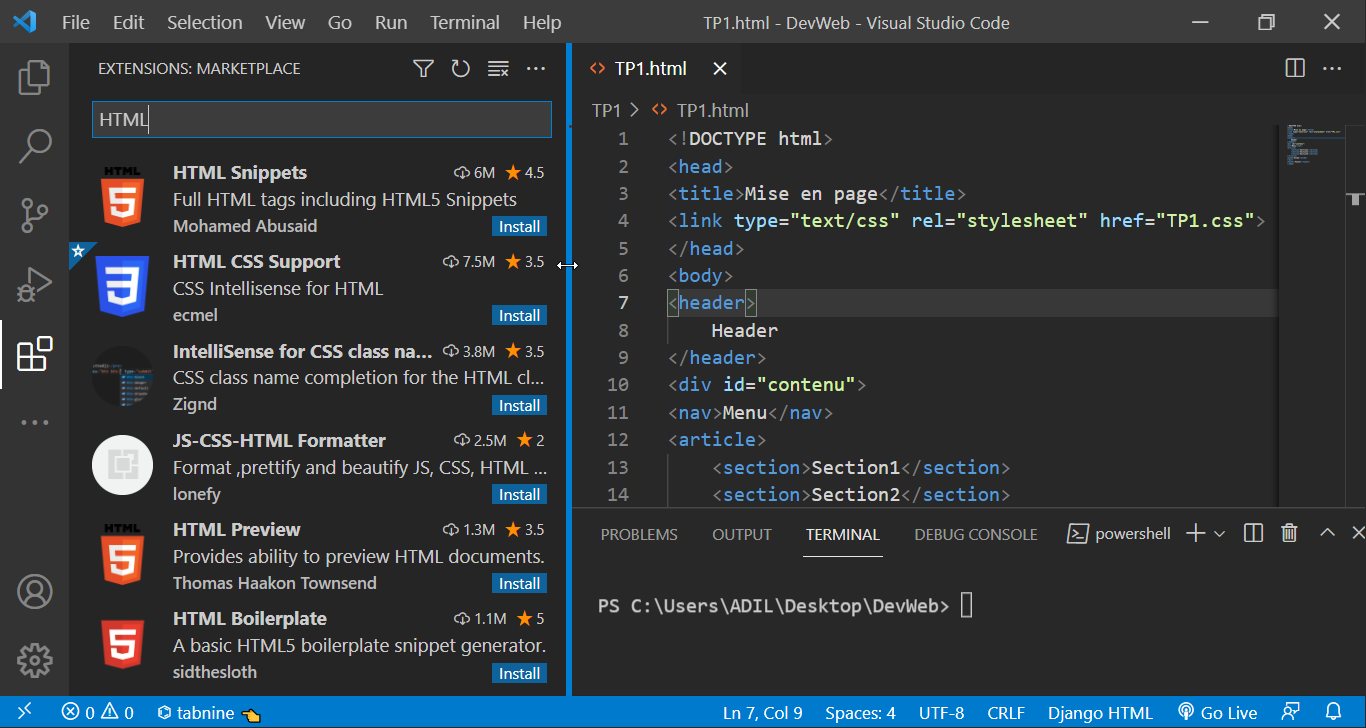 File Edit Selection View Go Run Terminal Help
TP1.html - DevWeb - Visual Studio Code
EXTENSIONS: MARKETPLACE
HTML
HTML Snippets 6M 4.5
Full HTML tags including HTML5 Snippets
Mohamed Abusaid Install
HTML CSS Support 7.5M 3.5
CSS Intellisense for HTML
ecmel Install
IntelliSense for CSS class na... 3.8M 3.5
CSS class name completion for the HTML cl...
Zignd Install
JS-CSS-HTML Formatter 2.5M 2
Format ,prettify and beautify JS, CSS, HTML ...
lonefy Install
HTML Preview 1.3M 3.5
Provides ability to preview HTML documents.
Thomas Haakon Townsend Install
HTML Boilerplate 1.1M 5
A basic HTML5 boilerplate snippet generator.
sidthesloth Install
TP1.html
TP1 > TP1.html
1 <!DOCTYPE html>
2 <head>
3 <title>Mise en page</title>
4 <link type="text/css" rel="stylesheet" href="TP1.css">
5 </head>
6 <body>
7 <header>
8 Header
9 </header>
10 <div id="contenu">
11 <nav>Menu</nav>
12 <article>
13 <section>Section1</section>
14 <section>Section2</section>
PROBLEMS OUTPUT TERMINAL DEBUG CONSOLE powershell
PS C:\Users\ADIL\Desktop\DevWeb>
0 0 tabnine Ln 7, Col 9 Spaces: 4 UTF-8 CRLF Django HTML Go Live